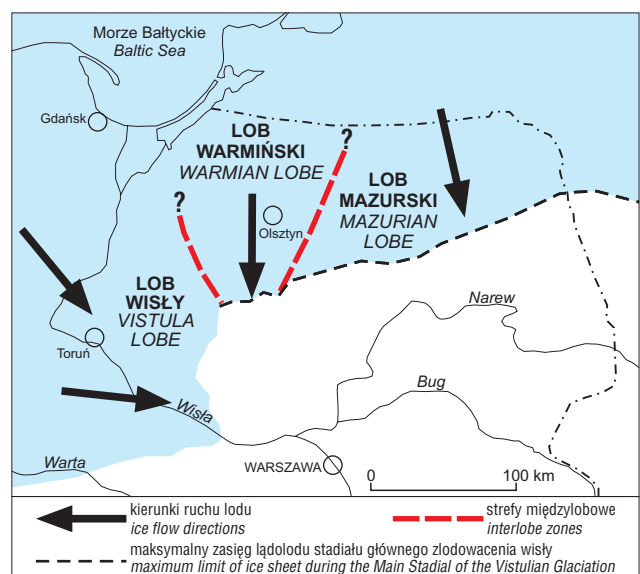 Morze Bałtyckie
Baltic Sea
Gdańsk
LOB
WARMIŃSKI
WARMIAN LOBE
?
?
LOB
MAZURSKI
MAZURIAN
LOBE
Olsztyn
LOB
WISŁY
VISTULA
LOBE
Toruń
Narew
Bug
Wisła
Warta
WARSZAWA
0 100 km
kierunki ruchu lodu
ice flow directions
strefy międzylobowe
interlobe zones
maksymalny zasięg lądolodu stadiału głównego zlodowacenia wisły
maximum limit of ice sheet during the Main Stadial of the Vistulian Glaciation